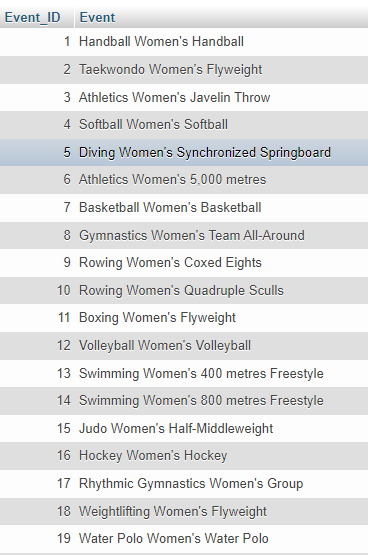 Event_ID Event
1 Handball Women's Handball
2 Taekwondo Women's Flyweight
3 Athletics Women's Javelin Throw
4 Softball Women's Softball
5 Diving Women's Synchronized Springboard
6 Athletics Women's 5,000 metres
7 Basketball Women's Basketball
8 Gymnastics Women's Team All-Around
9 Rowing Women's Coxed Eights
10 Rowing Women's Quadruple Sculls
11 Boxing Women's Flyweight
12 Volleyball Women's Volleyball
13 Swimming Women's 400 metres Freestyle
14 Swimming Women's 800 metres Freestyle
15 Judo Women's Half-Middleweight
16 Hockey Women's Hockey
17 Rhythmic Gymnastics Women's Group
18 Weightlifting Women's Flyweight
19 Water Polo Women's Water Polo